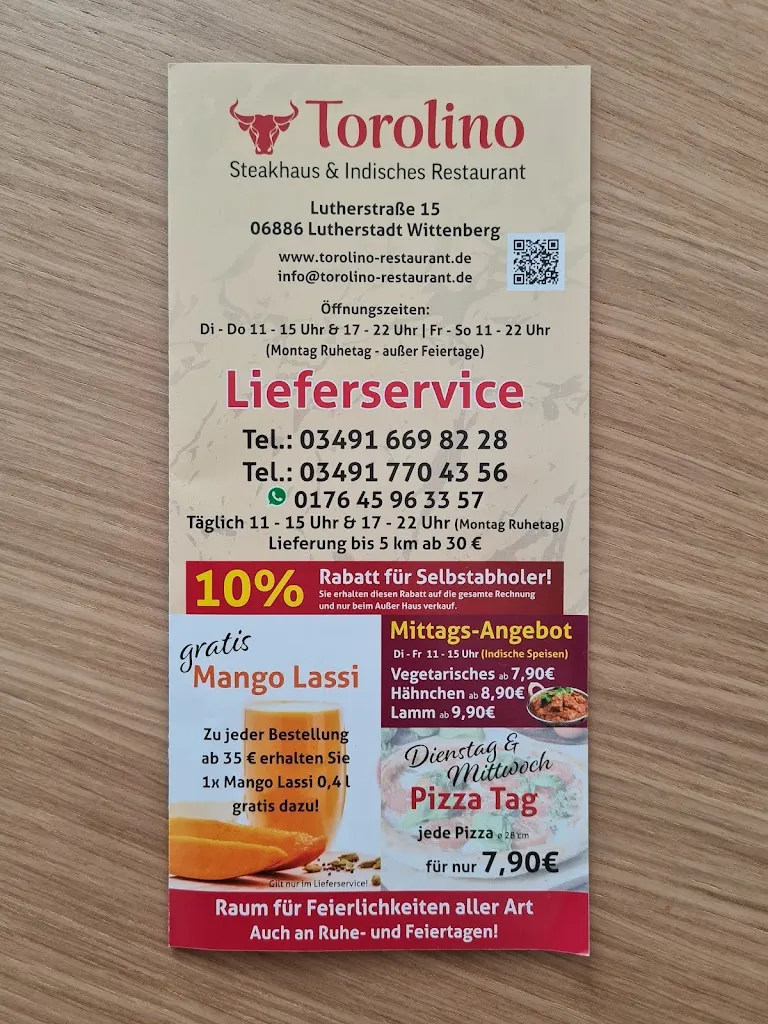 Torolino
Steakhaus & Indisches Restaurant
Lutherstraße 15
06886 Lutherstadt Wittenberg
www.torolino-restaurant.de
info@torolino-restaurant.de
Öffnungszeiten:
Di - Do 11 - 15 Uhr & 17 - 22 Uhr | Fr - So 11 - 22 Uhr
(Montag Ruhetag - außer Feiertage)
Lieferservice
Tel.: 03491 669 82 28
Tel.: 03491 770 43 56
0176 45 96 33 57
Täglich 11 - 15 Uhr & 17 - 22 Uhr (Montag Ruhetag)
Lieferung bis 5 km ab 30 €
10%
Rabatt für Selbstabholer!
Sie erhalten diesen Rabatt auf die gesamte Rechnung
und nur beim Außer Haus verkauf.
gratis
Mango Lassi
Zu jeder Bestellung
ab 35 € erhalten Sie
1x Mango Lassi 0,4 l
gratis dazu!
Gilt nur im Lieferservice!
Mittags-Angebot
Di - Fr 11 - 15 Uhr (Indische Speisen)
Vegetarisches ab 7,90€
Hähnchen ab 8,90€
Lamm ab 9,90€
Dienstag &
Mittwoch
Pizza Tag
jede Pizza ø 28 cm
für nur 7,90€
Raum für Feierlichkeiten aller Art
Auch an Ruhe- und Feiertagen!